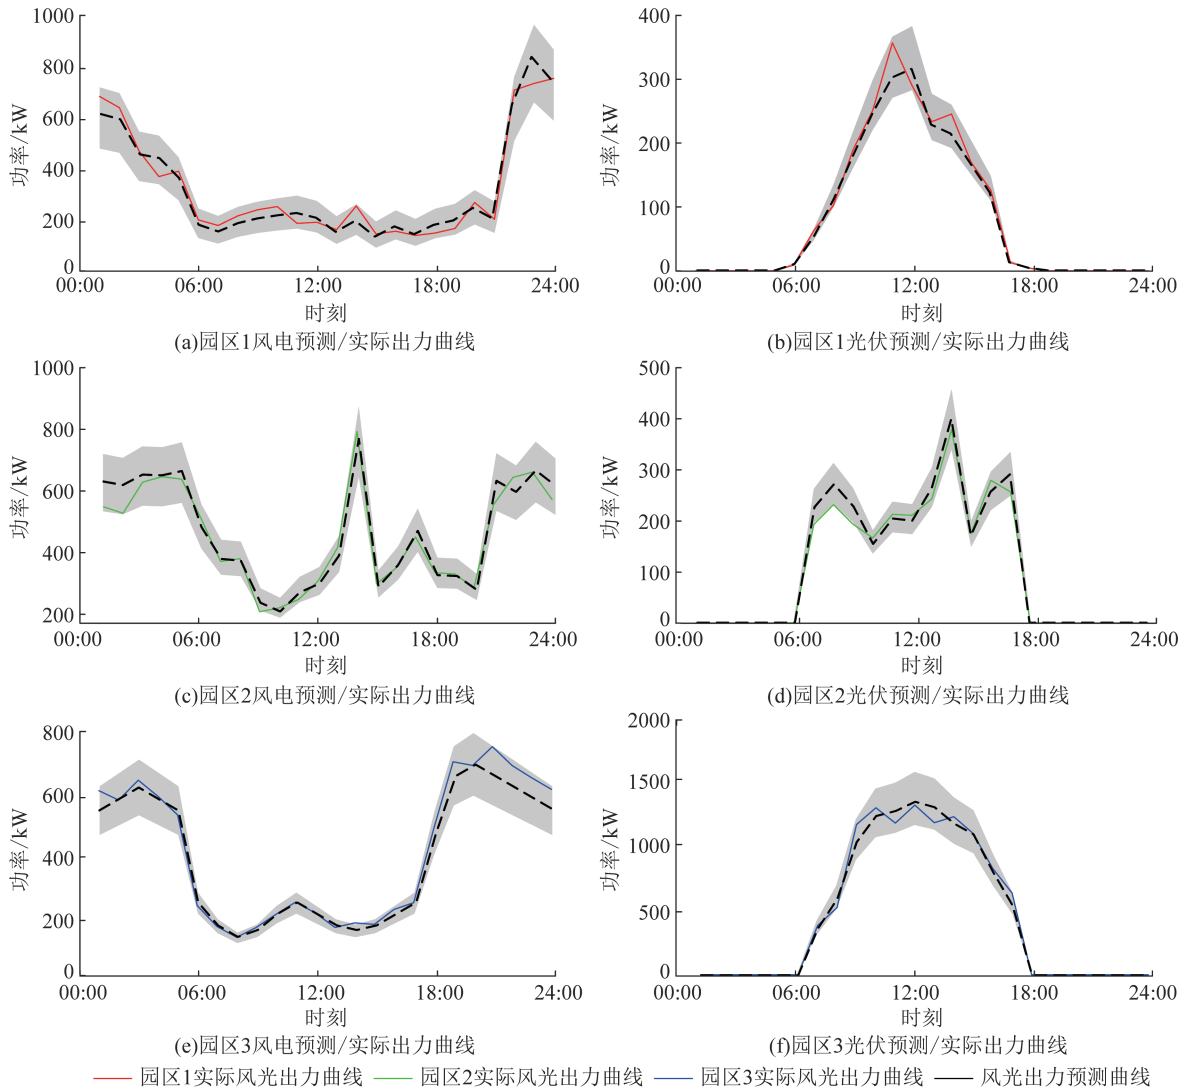 1000
800
600
400
200
0
功率/kW
00:00
06:00
12:00
18:00
24:00
时刻
(a)园区1风电预测/实际出力曲线
400
300
200
100
0
功率/kW
00:00
06:00
12:00
18:00
24:00
时刻
(b)园区1光伏预测/实际出力曲线
1000
800
600
400
200
功率/kW
00:00
06:00
12:00
18:00
24:00
时刻
(c)园区2风电预测/实际出力曲线
500
400
300
200
100
0
功率/kW
00:00
06:00
12:00
18:00
24:00
时刻
(d)园区2光伏预测/实际出力曲线
800
600
400
200
0
功率/kW
00:00
06:00
12:00
18:00
24:00
时刻
(e)园区3风电预测/实际出力曲线
2000
1500
1000
500
0
功率/kW
00:00
06:00
12:00
18:00
24:00
时刻
(f)园区3光伏预测/实际出力曲线
园区1实际风光出力曲线
园区2实际风光出力曲线
园区3实际风光出力曲线
风光出力预测曲线